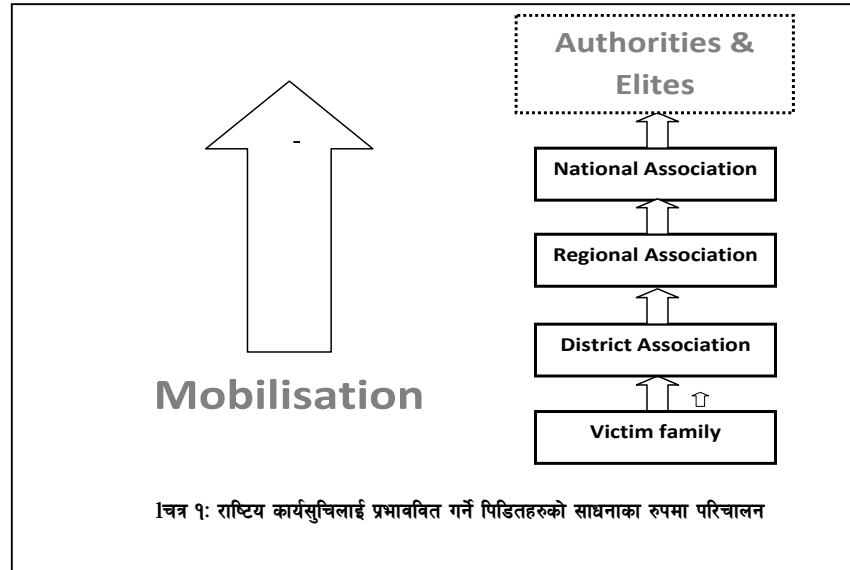 Authorities &
Elites
National Association
Regional Association
District Association
Mobilisation
Victim family
1चत्र १: राष्टिय कार्यसुचिलाई प्रभाववित गर्ने पिडितहरुको साधनाका रुपमा परिचालन